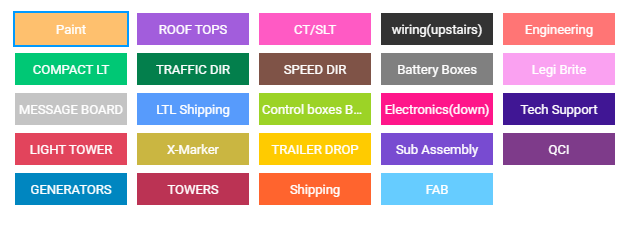 Paint
ROOF TOPS
CT/SLT
wiring(upstairs)
Engineering
COMPACT LT
TRAFFIC DIR
SPEED DIR
Battery Boxes
Legi Brite
MESSAGE BOARD
LTL Shipping
Control boxes B...
Electronics(down)
Tech Support
LIGHT TOWER
X-Marker
TRAILER DROP
Sub Assembly
QCI
GENERATORS
TOWERS
Shipping
FAB